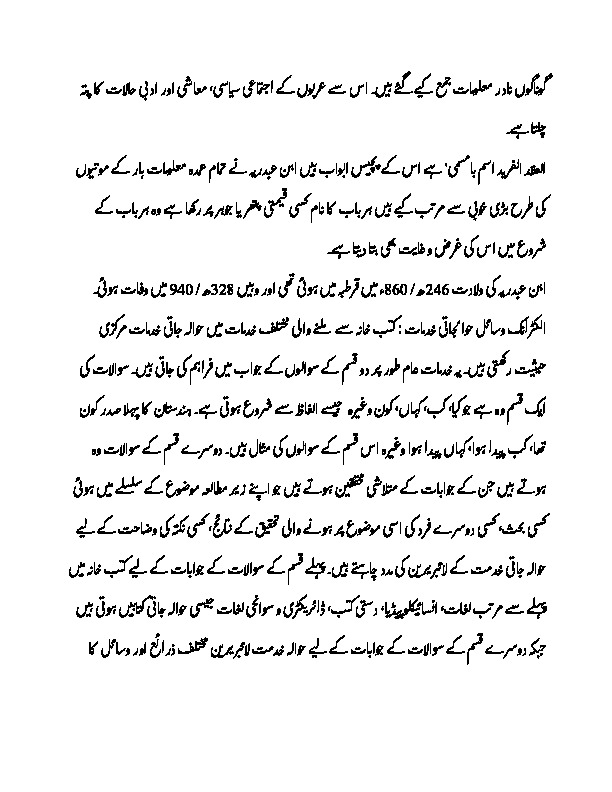 گوناگوں نادر معلومات جمع کیے گئے ہیں۔ اس سے عربوں کے اجتماعی سیاسی، معاشی اور ادبی حالات کا پتہ
چلتا ہے۔
العقد الفرید اسم بامسمی' ہے اس کے پچیس ابواب ہیں ابن عبدربہ نے تمام عمدہ معلومات ہار کے موتیوں
کی طرح بڑی خوبی سے مرتب کیے ہیں ہر باب کا نام کسی قیمتی پتھر یا جوہر پر رکھا ہے وہ ہر باب کے
شروع میں اس کی غرض و غایت بھی بتا دیتا ہے۔
ابن عبدربہ کی ولادت 246ھ / 860ء میں قرطبہ میں ہوئی تھی اور وہیں 328ھ / 940 میں وفات ہوئی۔
الکٹرانک وسائل حوالجاتی خدمات : کتب خانہ سے ملنے والی مختلف خدمات میں حوالہ جاتی خدمات مرکزی
حیثیت رکھتی ہیں۔ یہ خدمات عام طور پر دو قسم کے سوالوں کے جواب میں فراہم کی جاتی ہیں۔ سوالات کی
ایک قسم وہ ہے جو کیا، کب، کہاں، کون وغیرہ جیسے الفاظ سے شروع ہوتی ہے۔ ہندستان کا پہلا صدر کون
تھا، کب پیدا ہوا، کہاں پیدا ہوا وغیرہ اس قسم کے سوالوں کی مثال ہیں۔ دوسرے قسم کے سوالات وہ
ہوتے ہیں جن کے جوابات کے متلاشی محققین ہوتے ہیں جو اپنے زیر مطالعہ موضوع کے سلسلے میں ہوئی
کسی بحث، کسی دوسرے فرد کی اسی موضوع پر ہونے والی تحقیق کے نتائج، کسی نکتہ کی وضاحت کے لیے
حوالہ جاتی خدمت کے لائبریرین کی مدد چاہتے ہیں۔ پہلے قسم کے سوالات کے جوابات کے لیے کتب خانہ میں
پہلے سے مرتب لغات، انسائیکلوپیڈیا، دستی کتب، ڈائریکٹری و سوانحی لغات جیسی حوالہ جاتی کتابیں ہوتی ہیں
جبکہ دوسرے قسم کے سوالات کے جوابات کے لیے حوالہ خدمت لائبریرین مختلف ذرائع اور وسائل کا